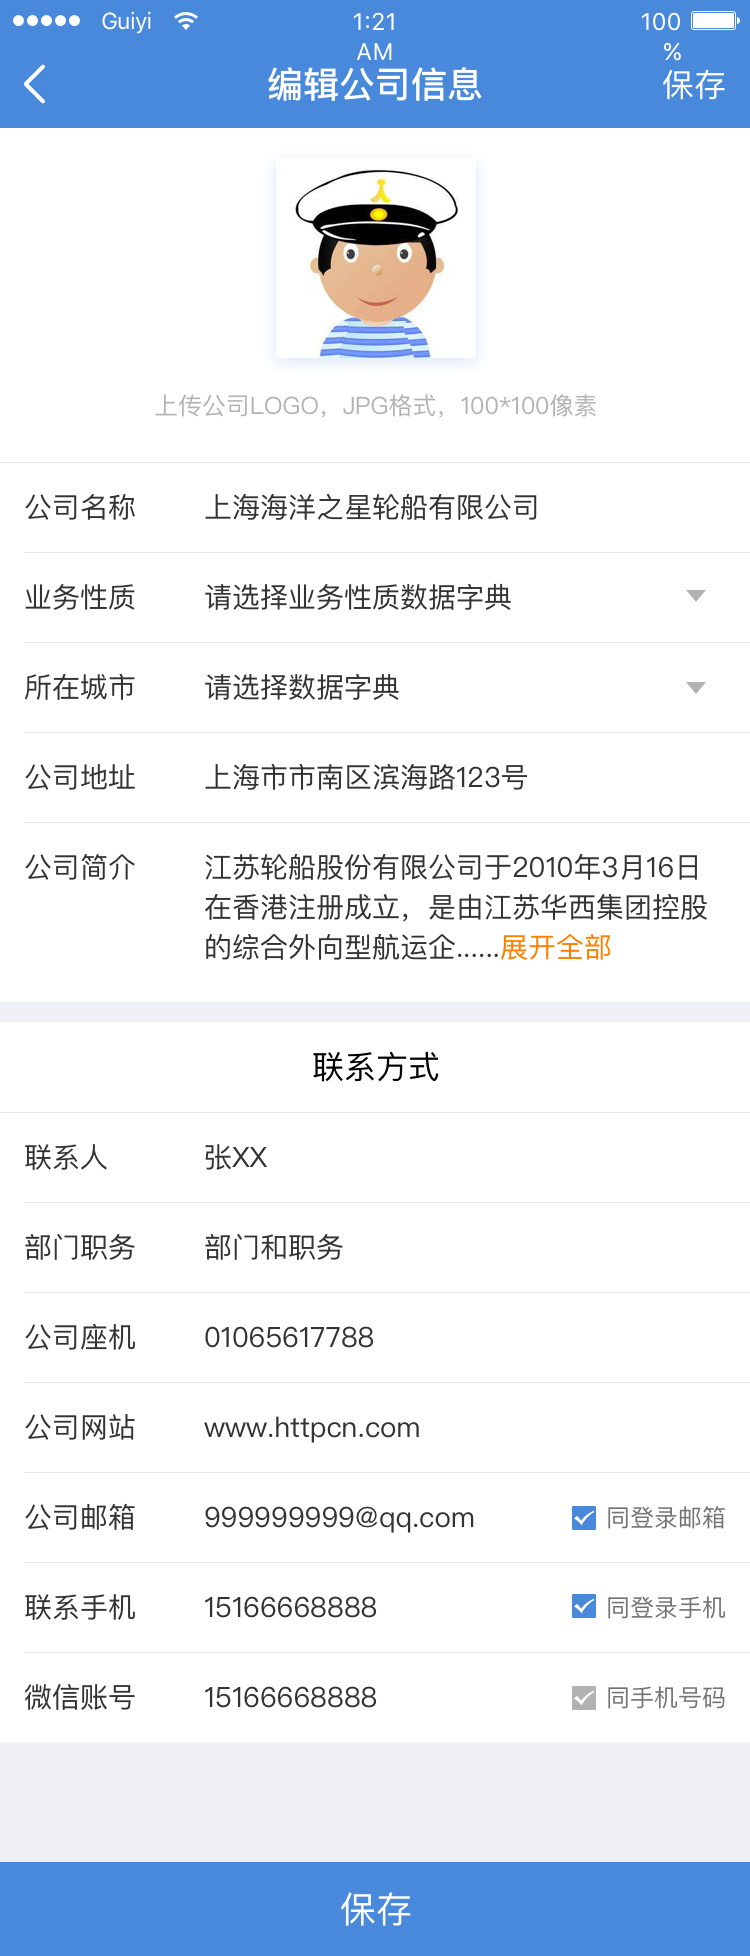 Guiyi 1:21 AM 100 %
编辑公司信息 保存
上传公司LOGO，JPG格式，100*100像素
公司名称 上海海洋之星轮船有限公司
业务性质 请选择业务性质数据字典
所在城市 请选择数据字典
公司地址 上海市市南区滨海路123号
公司简介 江苏轮船股份有限公司于2010年3月16日
在香港注册成立，是由江苏华西集团控股
的综合外向型航运企......展开全部
联系方式
联系人 张XX
部门职务 部门和职务
公司座机 01065617788
公司网站 www.httpcn.com
公司邮箱 999999999@qq.com 同登录邮箱
联系手机 15166668888 同登录手机
微信账号 15166668888 同手机号码
保存